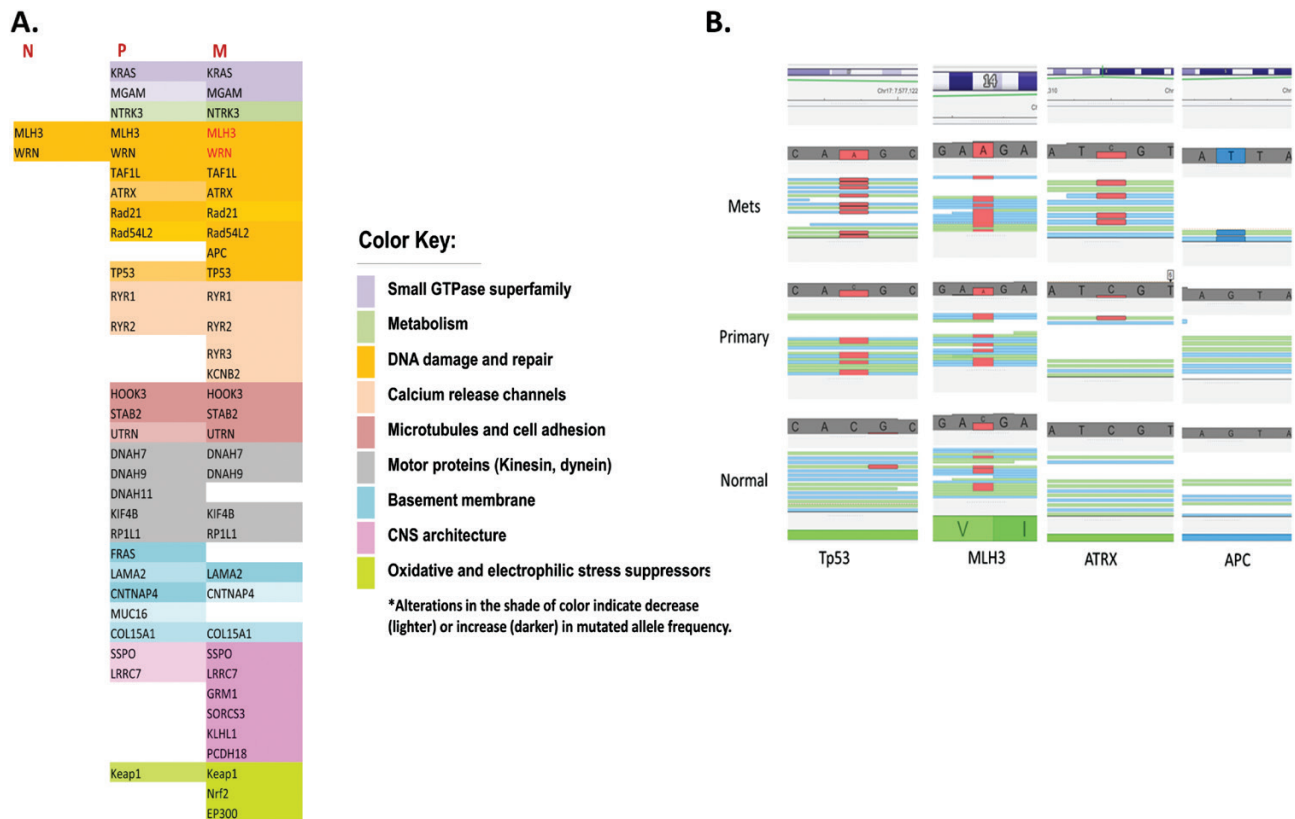 A.
N P M
KRAS KRAS
MGAM MGAM
NTRK3 NTRK3
MLH3 MLH3 MLH3
WRN WRN WRN
TAF1L TAF1L
ATRX ATRX
Rad21 Rad21
Rad54L2 Rad54L2
APC
TP53 TP53
RYR1 RYR1
RYR2 RYR2
RYR3
KCNB2
HOOK3 HOOK3
STAB2 STAB2
UTRN UTRN
DNAH7 DNAH7
DNAH9 DNAH9
DNAH11
KIF4B KIF4B
RP1L1 RP1L1
FRAS
LAMA2 LAMA2
CNTNAP4 CNTNAP4
MUC16
COL15A1 COL15A1
SSPO SSPO
LRRC7 LRRC7
GRM1
SORCS3
KLHL1
PCDH18
Keap1 Keap1
Nrf2
EP300
Color Key:
Small GTPase superfamily
Metabolism
DNA damage and repair
Calcium release channels
Microtubules and cell adhesion
Motor proteins (Kinesin, dynein)
Basement membrane
CNS architecture
Oxidative and electrophilic stress suppressors
*Alterations in the shade of color indicate decrease
(lighter) or increase (darker) in mutated allele frequency.
B.
14
Chr17: 7,577,122
,310
Mets
C A A G C
G A A G A
A T C G T
A T T A
Primary
C A C G C
G A A G A
A T C G T
A G T A
Normal
C A C G C
G A C G A
A T C G T
A G T A
V I
Tp53 MLH3 ATRX APC